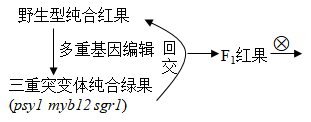 野生型纯合红果
多重基因编辑
回交
F₁红果
⊗
三重突变体纯合绿果
(psy1 myb12 sgr1)